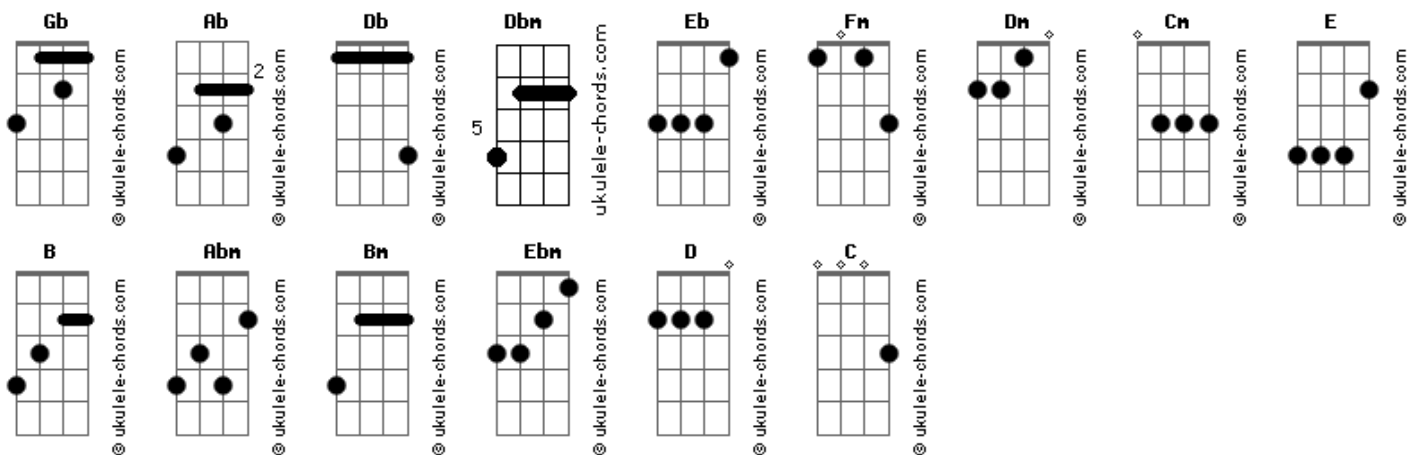 Gb Ab Db Dbm Eb Fm Dm Cm E
2
5
© ukulele-chords.com © ukulele-chords.com © ukulele-chords.com ukulele-chords.com © ukulele-chords.com © ukulele-chords.com © ukulele-chords.com © ukulele-chords.com © ukulele-chords.com
B Abm Bm Ebm D C
© ukulele-chords.com © ukulele-chords.com © ukulele-chords.com © ukulele-chords.com © ukulele-chords.com © ukulele-chords.com